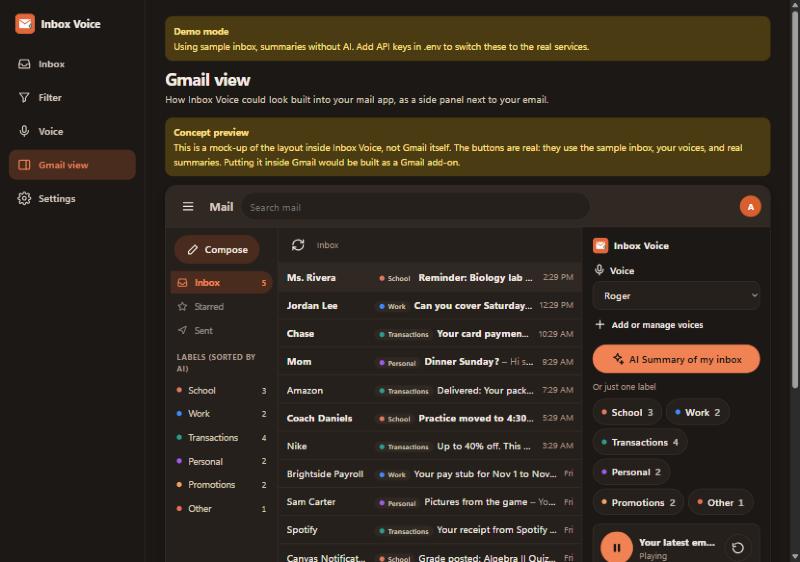 Inbox Voice
Inbox
Filter
Voice
Gmail view
Settings
Demo mode
Using sample inbox, summaries without AI. Add API keys in .env to switch these to the real services.
Gmail view
How Inbox Voice could look built into your mail app, as a side panel next to your email.
Concept preview
This is a mock-up of the layout inside Inbox Voice, not Gmail itself. The buttons are real: they use the sample inbox, your voices, and real
summaries. Putting it inside Gmail would be built as a Gmail add-on.
Mail
Search mail
A
Compose
Inbox 5
Starred
Sent
LABELS (SORTED BY
AI)
School 3
Work 2
Transactions 4
Personal 2
Promotions 2
Other 1
Inbox
Ms. Rivera School Reminder: Biology lab ... 2:29 PM
Jordan Lee Work Can you cover Saturday... 12:29 PM
Chase Transactions Your card paymen... 10:29 AM
Mom Personal Dinner Sunday? – Hi s... 9:29 AM
Amazon Transactions Delivered: Your pack... 7:29 AM
Coach Daniels School Practice moved to 4:30... 5:29 AM
Nike Transactions Up to 40% off. This ... 3:29 AM
Brightside Payroll Work Your pay stub for Nov 1 to Nov... Fri
Sam Carter Personal Pictures from the game – Yo... Fri
Spotify Transactions Your receipt from Spotify ... Fri
Canvas Notificat... School Grade posted: Algebra II Quiz... Fri
Inbox Voice
Voice
Roger
Add or manage voices
AI Summary of my inbox
Or just one label
School 3 Work 2
Transactions 4
Personal 2
Promotions 2 Other 1
Your latest em...
Playing